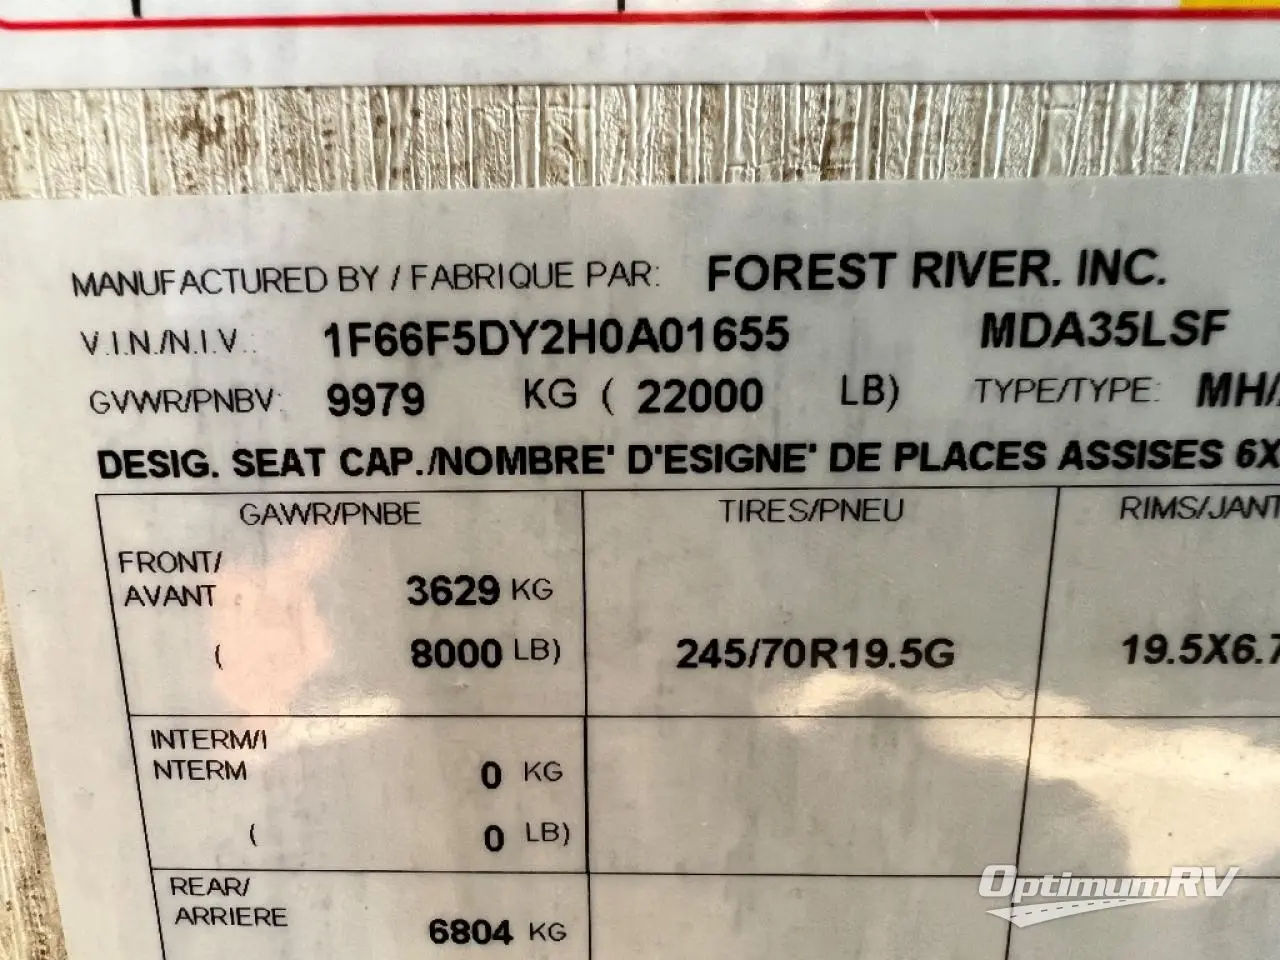 MANUFACTURED BY / FABRIQUE PAR: FOREST RIVER. INC.
V.I.N./N.I.V.: 1F66F5DY2H0A01655 MDA35LSF
GVWR/PNBV: 9979 KG ( 22000 LB) TYPE/TYPE: MH/
DESIG. SEAT CAP./NOMBRE' D'ESIGNE' DE PLACES ASSISES 6X
GAWR/PNBE TIRES/PNEU RIMS/JANT
FRONT/
AVANT 3629 KG
( 8000 LB) 245/70R19.5G 19.5X6.7
INTERM/I
NTERM 0 KG
( 0 LB)
REAR/
ARRIERE 6804 KG
OptimumRV